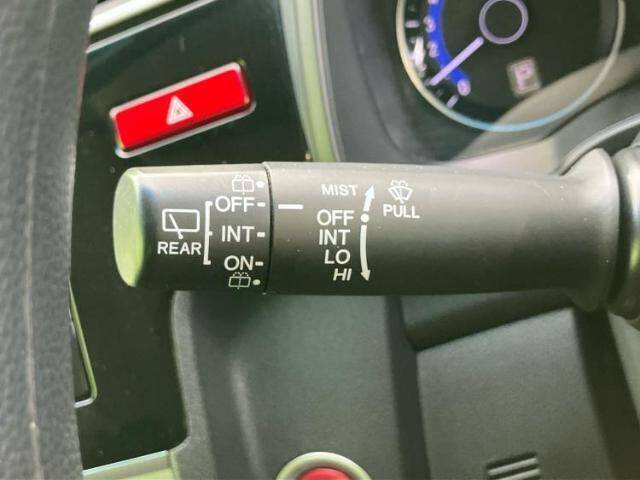 OFF
INT
ON
REAR
MIST
OFF
INT
LO
HI
PULL
P